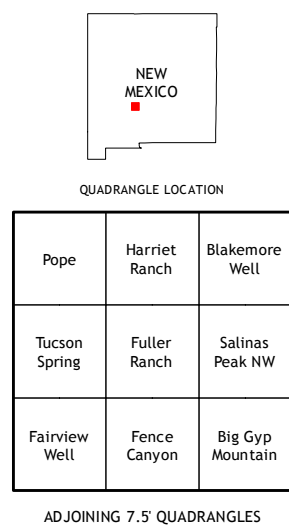 NEW
MEXICO
QUADRANGLE LOCATION
Pope
Harriet
Ranch
Blakemore
Well
Tucson
Spring
Fuller
Ranch
Salinas
Peak NW
Fairview
Well
Fence
Canyon
Big Gyp
Mountain
ADJOINING 7.5' QUADRANGLES